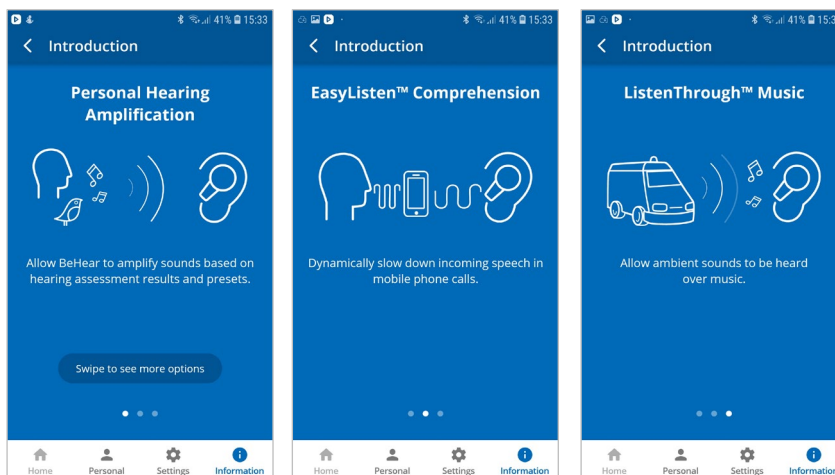 41% 15:33
Introduction
Personal Hearing
Amplification
Allow BeHear to amplify sounds based on
hearing assessment results and presets.
Swipe to see more options
Home Personal Settings Information
41% 15:33
Introduction
EasyListen™ Comprehension
Dynamically slow down incoming speech in
mobile phone calls.
Home Personal Settings Information
41% 15:3
Introduction
ListenThrough™ Music
Allow ambient sounds to be heard
over music.
Home Personal Settings Information